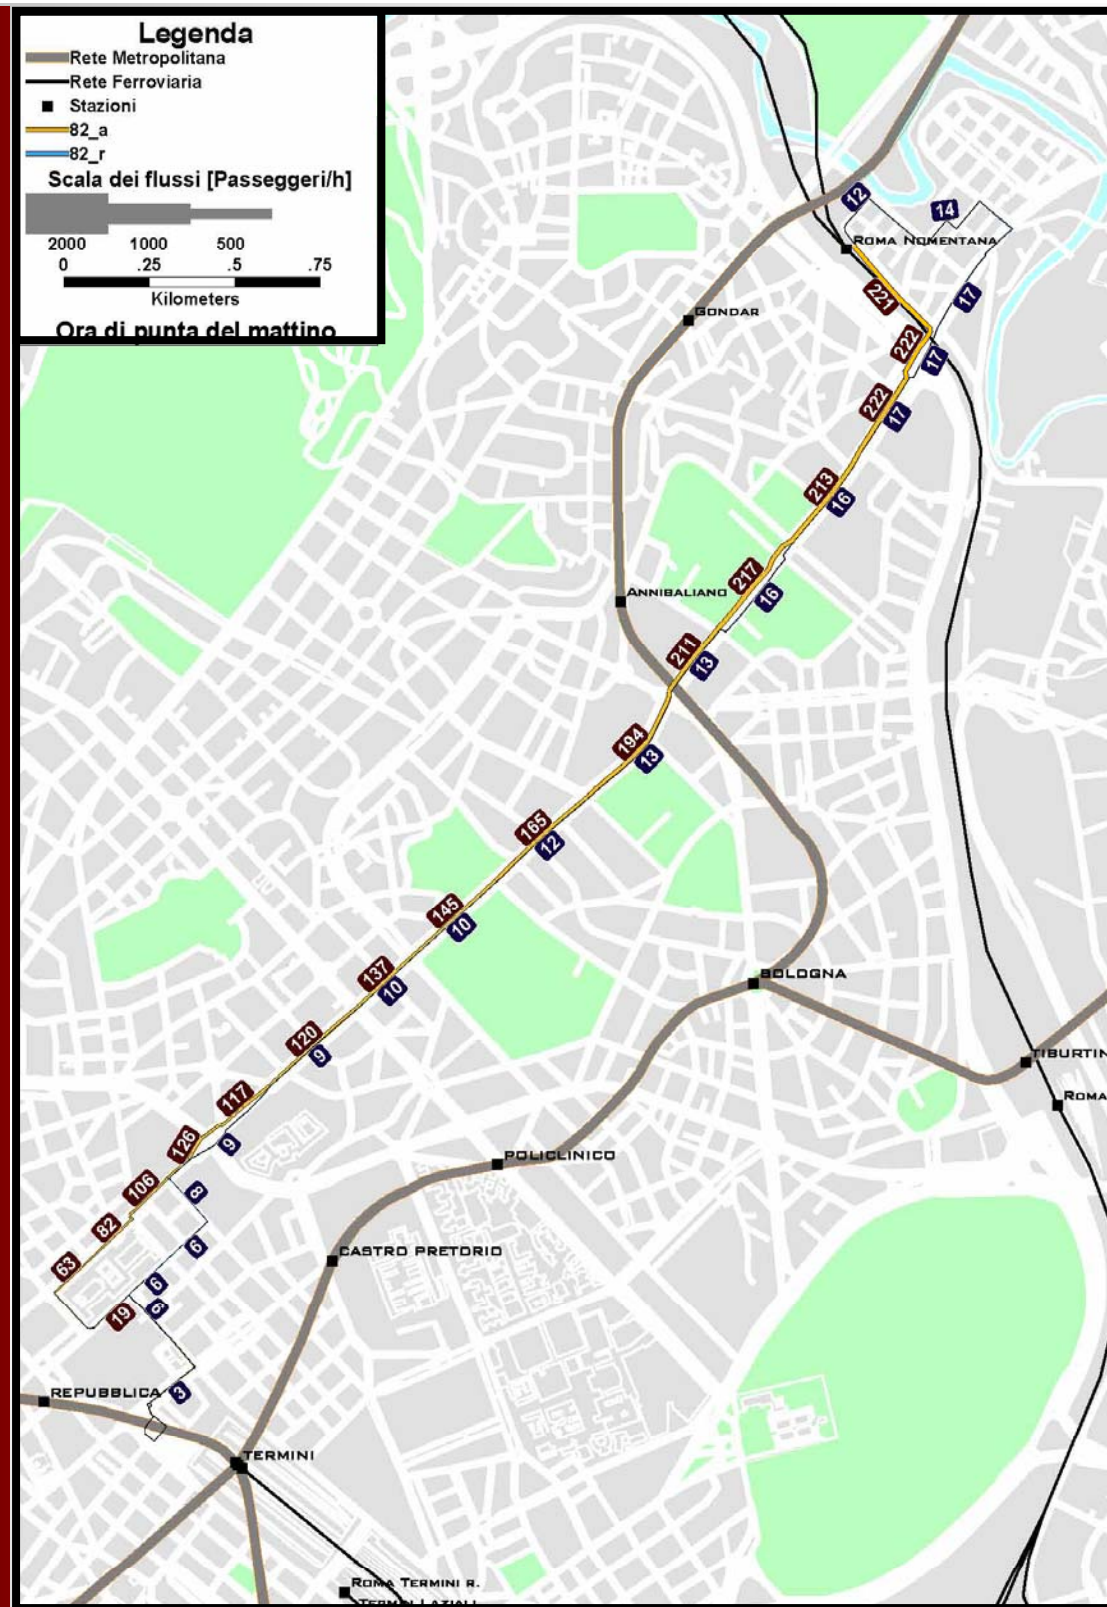 Legenda
Rete Metropolitana
Rete Ferroviaria
Stazioni
82_a
82_r
Scala dei flussi [Passeggeri/h]
2000 1000 500
0 .25 .5 .75
Kilometers
Ora di punta del mattino
12
14
ROMA NOMENTANA
221
17
GONDAR
222
17
222
17
213
16
217
16
ANNIBALIANO
211
13
194
13
165
12
145
10
137
10
BOLOGNA
120
9
TIBURTIN
ROMA
117
126
9
POLICLINICO
106
8
82
6
CASTRO PRETORIO
63
6
19
6
3
REPUBBLICA
TERMINI
ROMA TERMINI R.
TERMINI LAZIALI